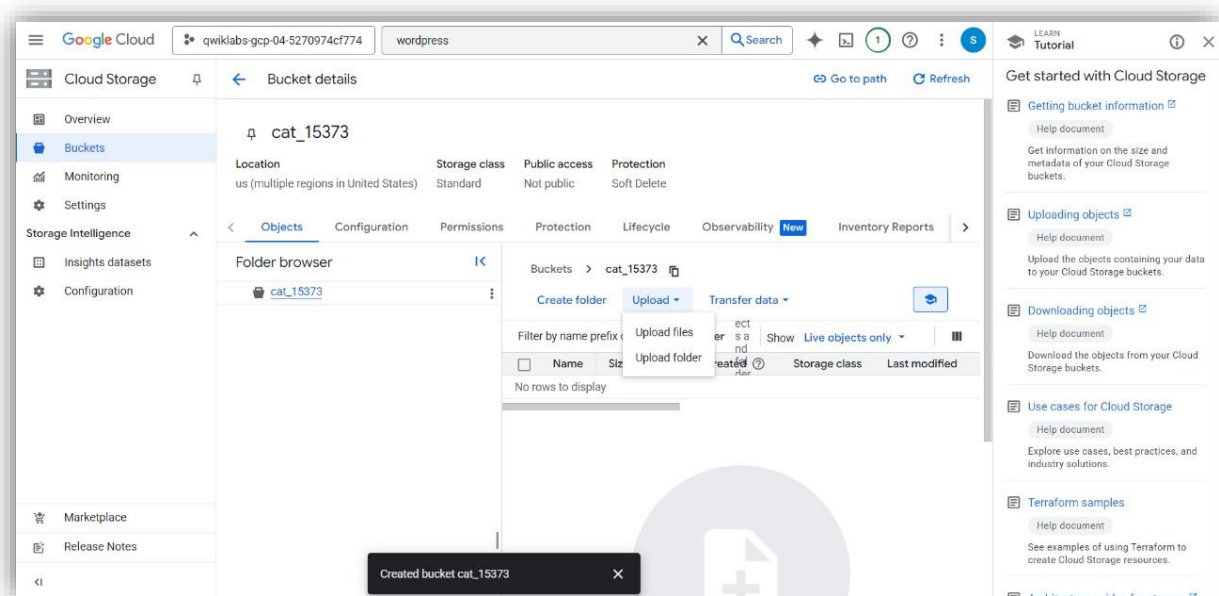 Google Cloud
qwiklabs-gcp-04-5270974cf774
wordpress
Search
1
S
LEARN
Tutorial
Cloud Storage
Bucket details
Go to path
Refresh
Get started with Cloud Storage
Overview
Buckets
Monitoring
Settings
Storage Intelligence
Insights datasets
Configuration
Marketplace
Release Notes
cat_15373
Location
us (multiple regions in United States)
Storage class
Standard
Public access
Not public
Protection
Soft Delete
Objects
Configuration
Permissions
Protection
Lifecycle
Observability New
Inventory Reports
Folder browser
cat_15373
Buckets > cat_15373
Create folder
Upload
Transfer data
Upload files
Upload folder
Filter by name prefix
Show Live objects only
Name
Storage class
Last modified
No rows to display
Created bucket cat_15373
Getting bucket information
Help document
Get information on the size and
metadata of your Cloud Storage
buckets.
Uploading objects
Help document
Upload the objects containing your data
to your Cloud Storage buckets.
Downloading objects
Help document
Download the objects from your Cloud
Storage buckets.
Use cases for Cloud Storage
Help document
Explore use cases, best practices, and
industry solutions.
Terraform samples
Help document
See examples of using Terraform to
create Cloud Storage resources.